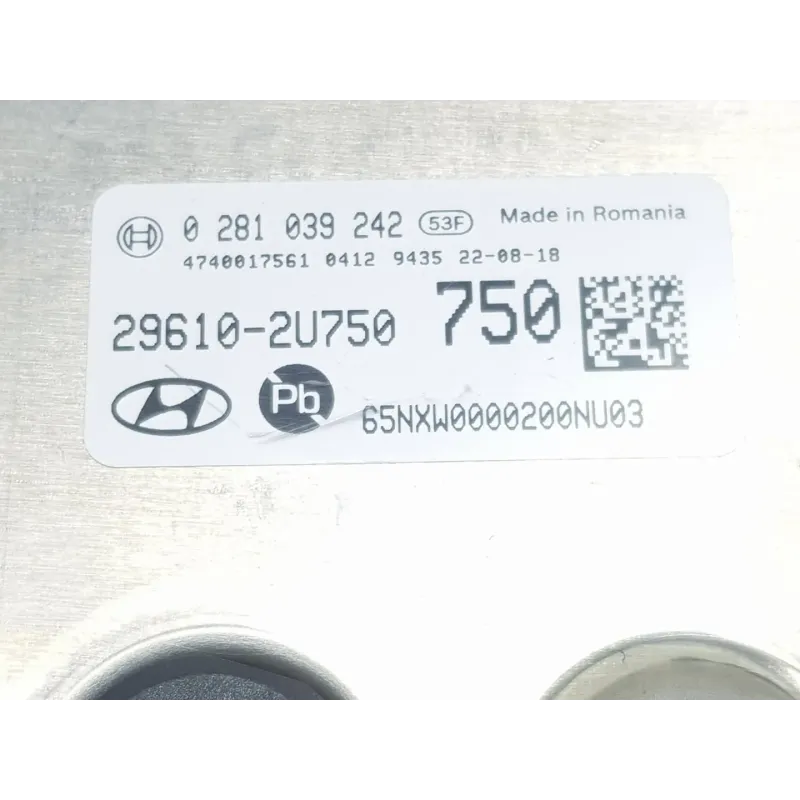 0 281 039 242 53F Made in Romania
4740017561 0412 9435 22-08-18
29610-2U750 750
Pb 65NXW0000200NU03